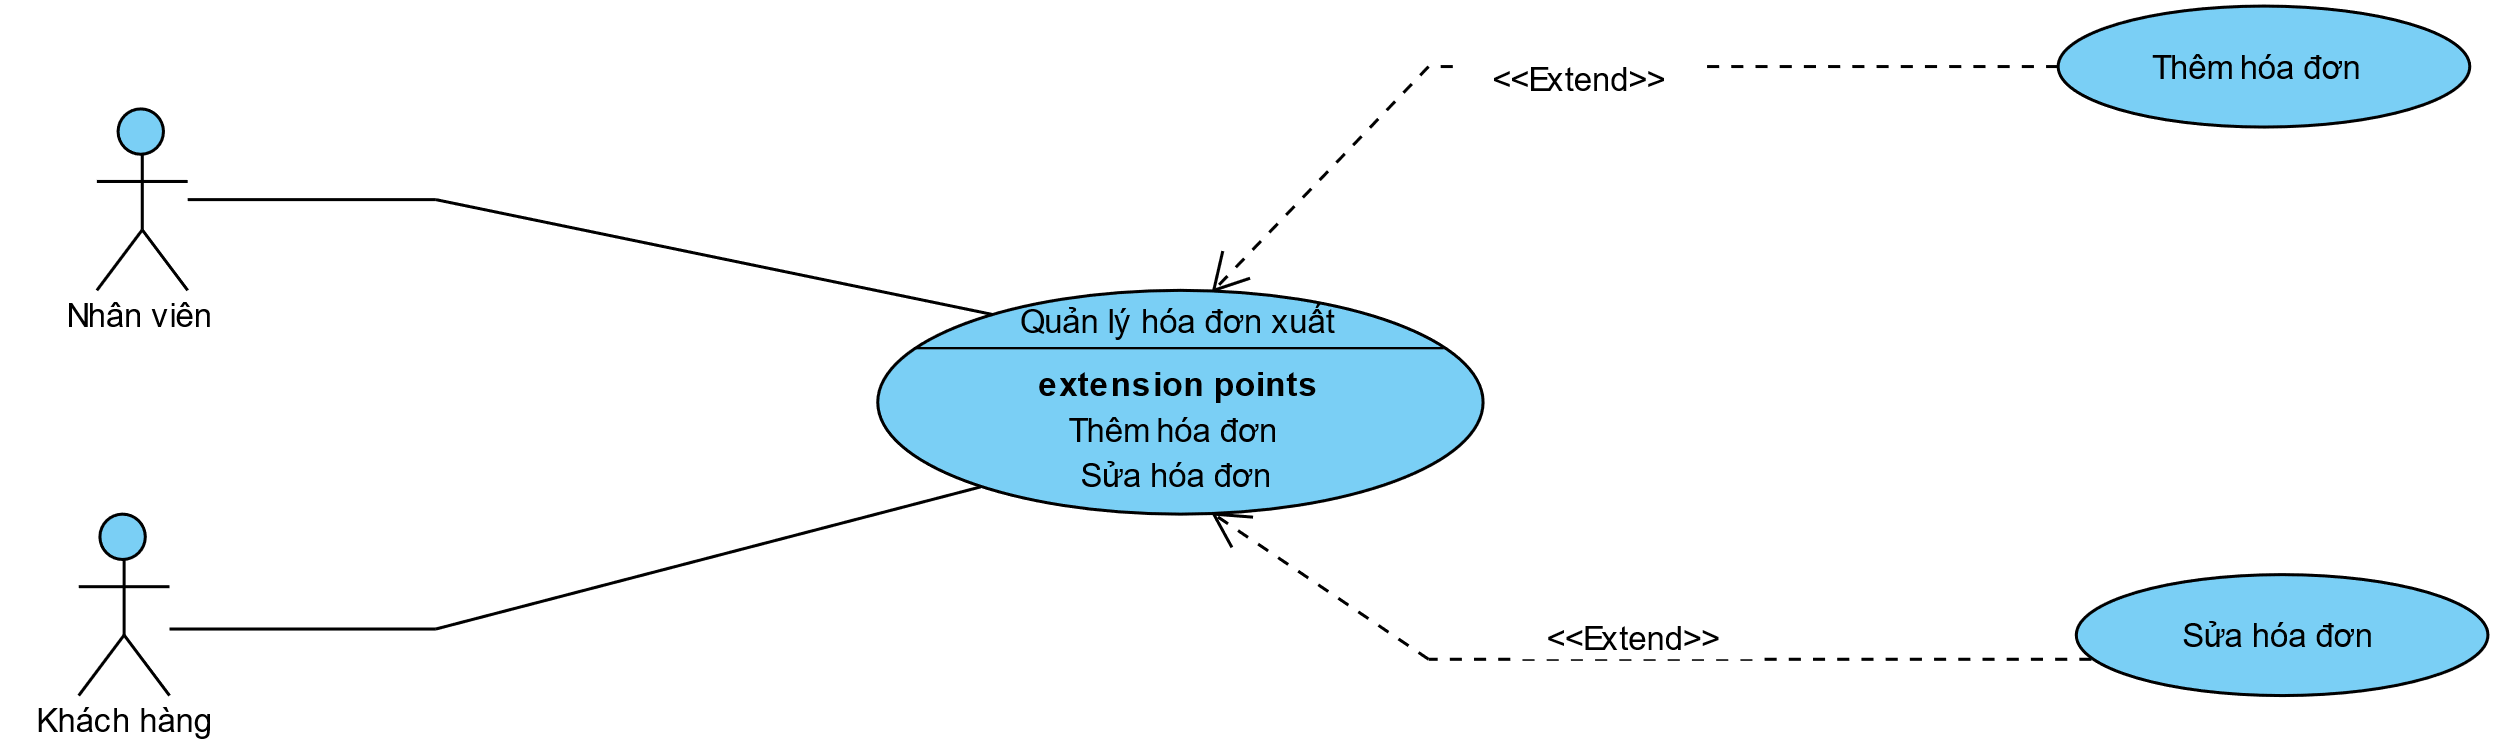 <<Extend>>
Thêm hóa đơn
Nhân viên
Quản lý hóa đơn xuất
extension points
Thêm hóa đơn
Sửa hóa đơn
<<Extend>>
Sửa hóa đơn
Khách hàng